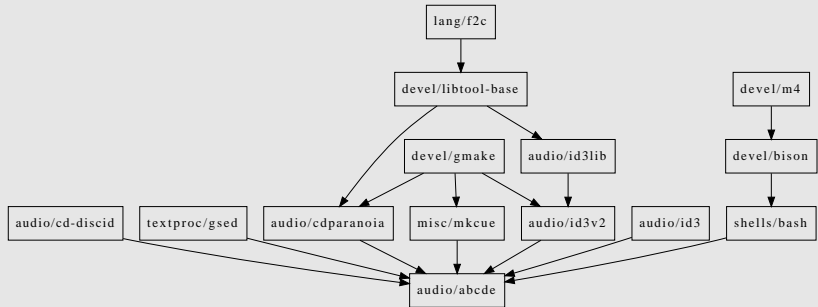 lang/f2c
devel/libtool-base
devel/m4
devel/gmake
audio/id3lib
devel/bison
audio/cd-discid
textproc/gsed
audio/cdparanoia
misc/mkcue
audio/id3v2
audio/id3
shells/bash
audio/abcde